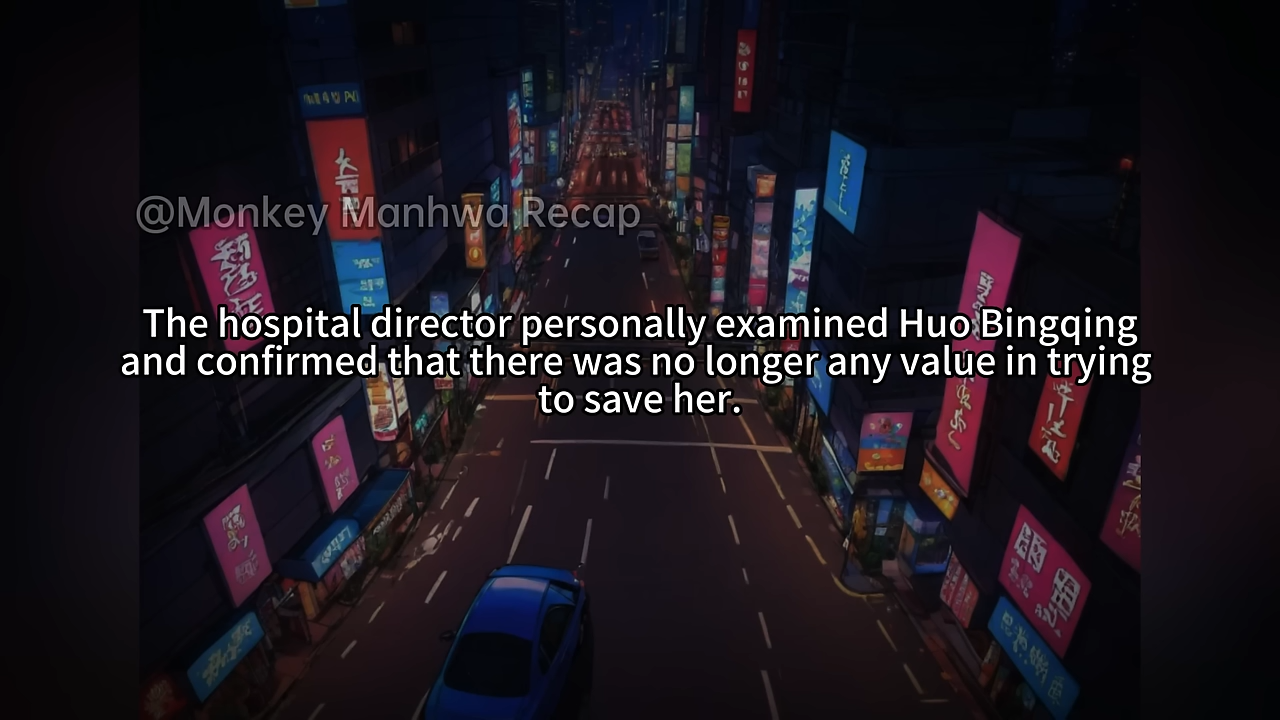 @Monkey Manhwa Recap
The hospital director personally examined Huo Bingqing
and confirmed that there was no longer any value in trying
to save her.